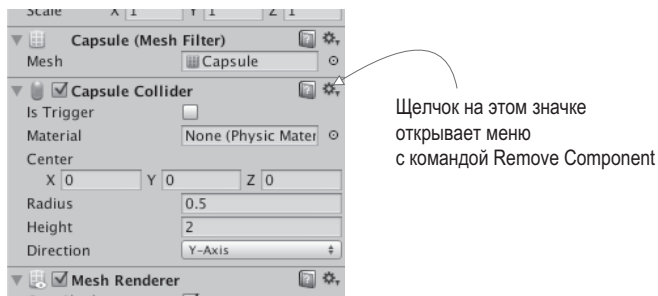 Scale X 1 Y 1 Z 1
Capsule (Mesh Filter)
Mesh Capsule
Capsule Collider
Is Trigger
Material None (Physic Mater
Center
X 0 Y 0 Z 0
Radius 0.5
Height 2
Direction Y-Axis
Mesh Renderer
Щелчок на этом значке
открывает меню
с командой Remove Component